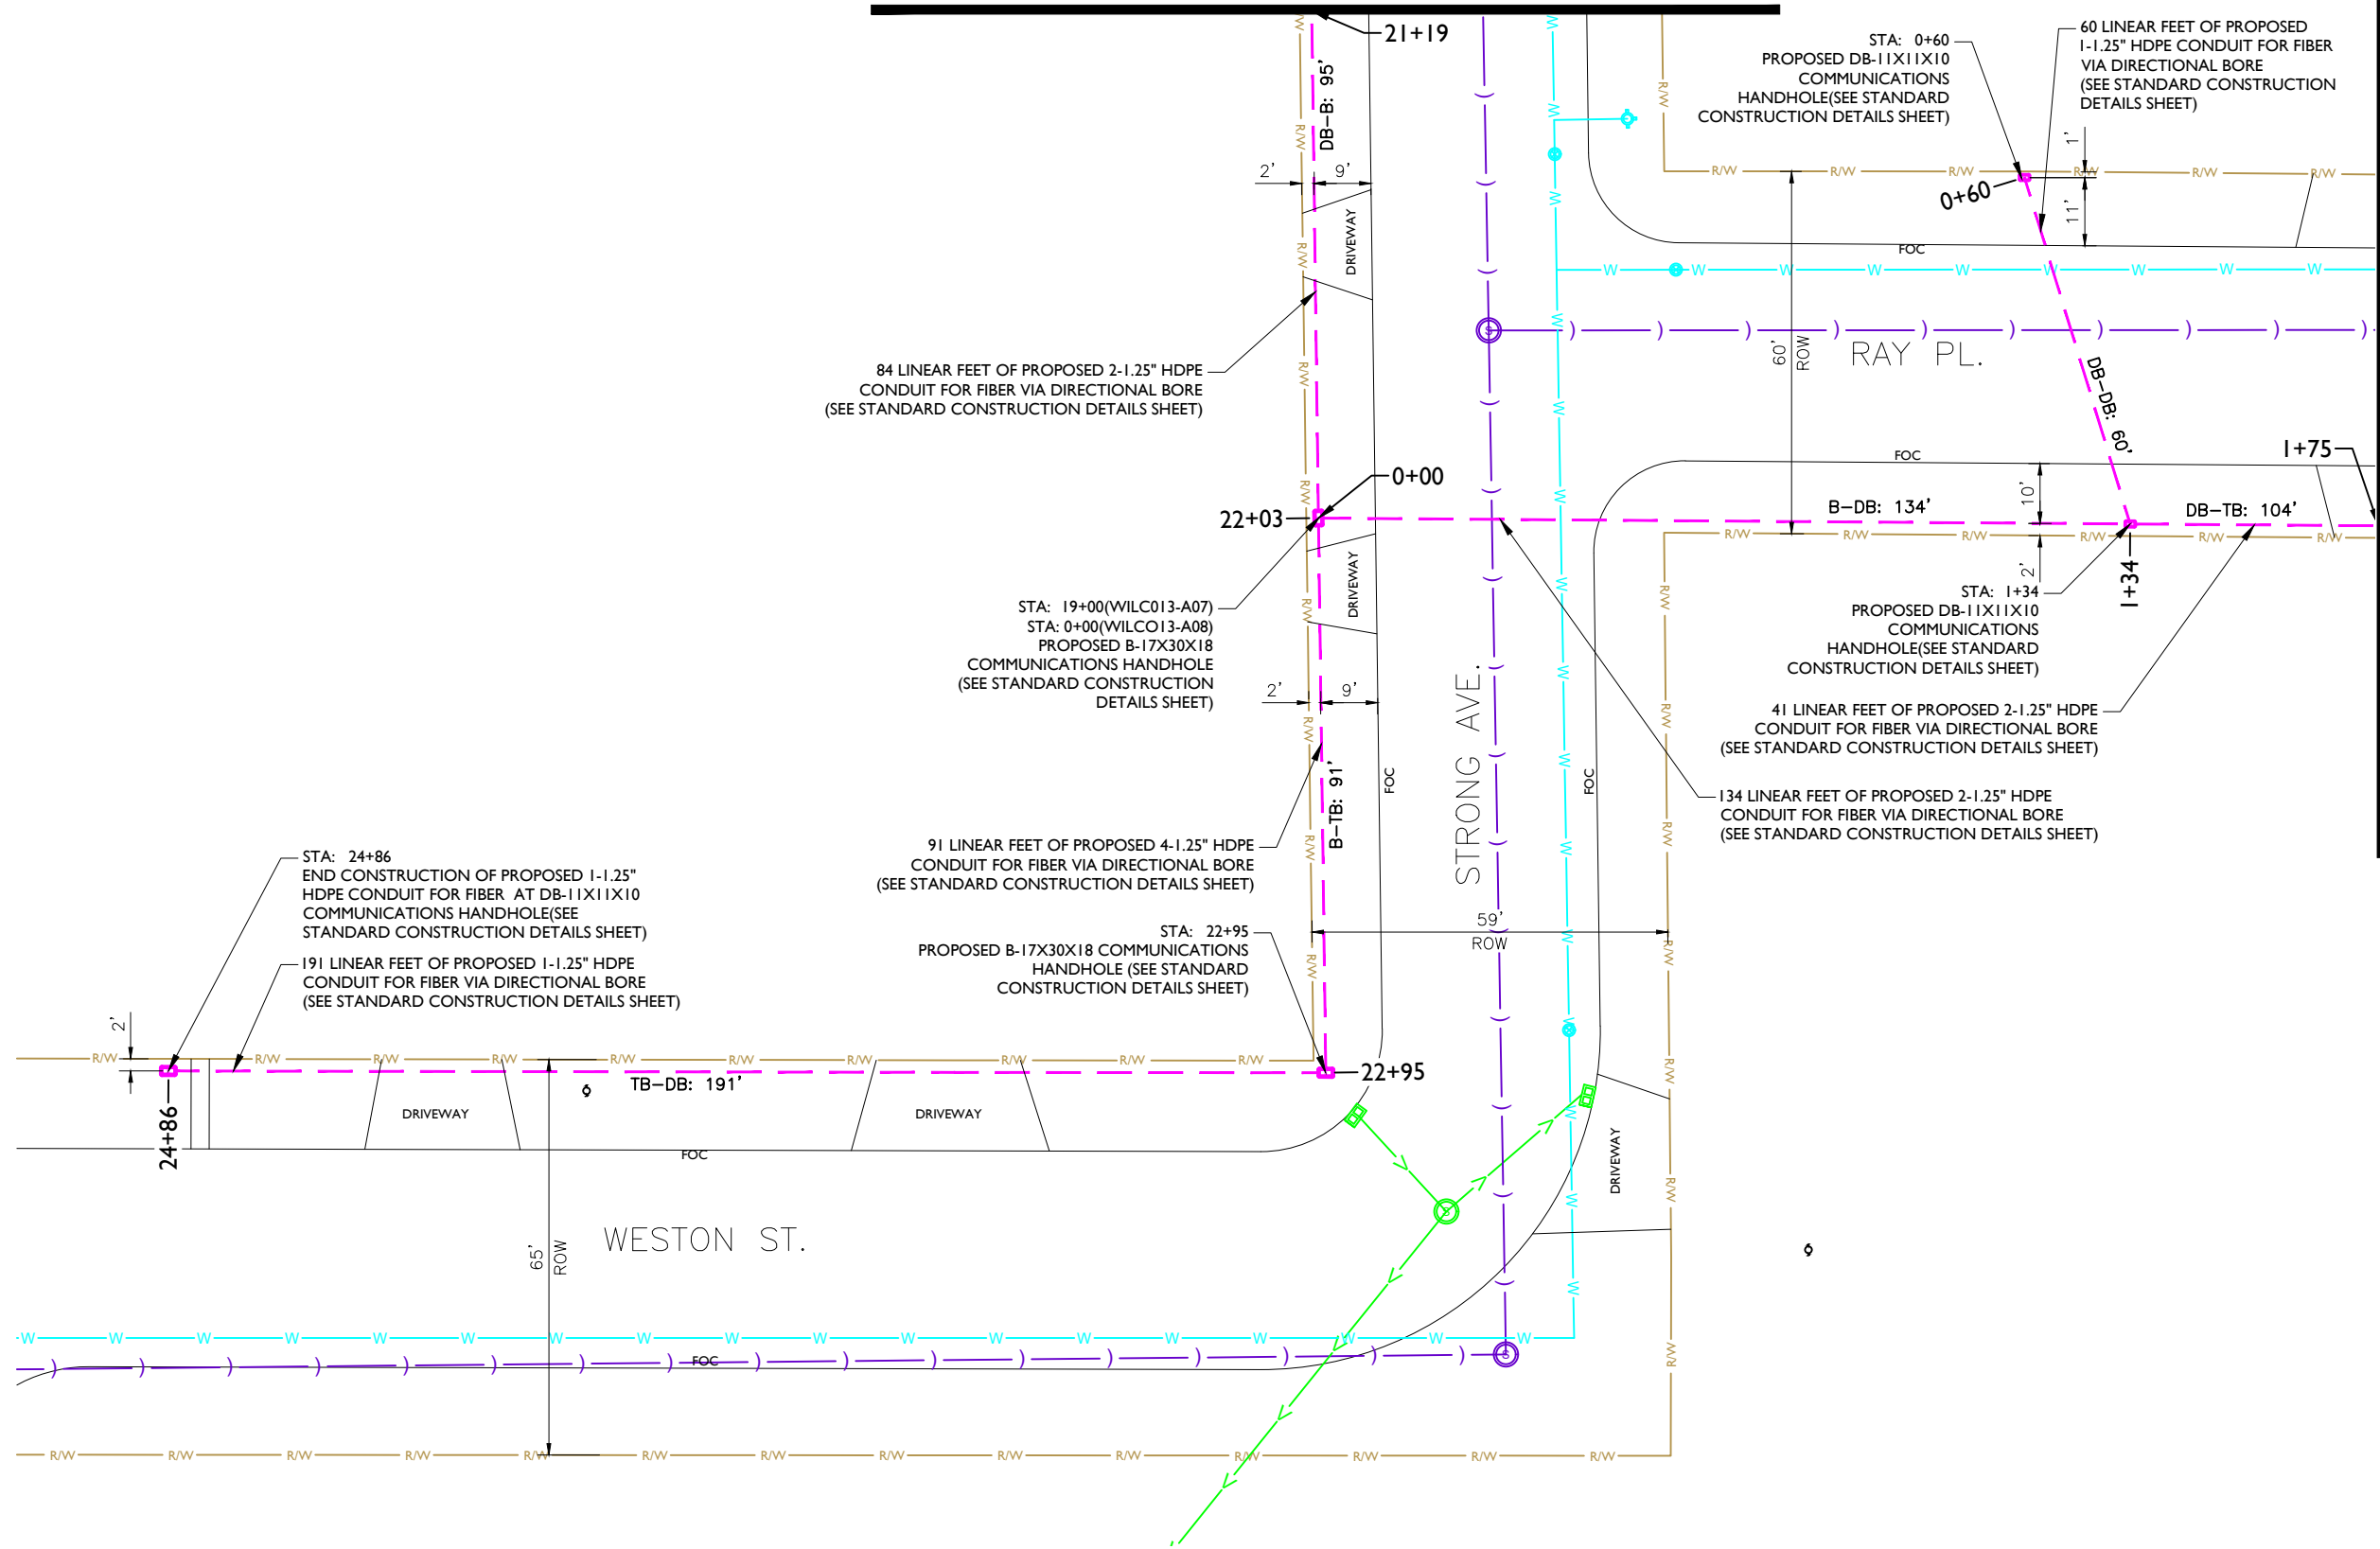 21+19
DB-B: 95'
STA: 0+60
PROPOSED DB-11X11X10
COMMUNICATIONS
HANDHOLE(SEE STANDARD
CONSTRUCTION DETAILS SHEET)
60 LINEAR FEET OF PROPOSED
1-1.25" HDPE CONDUIT FOR FIBER
VIA DIRECTIONAL BORE
(SEE STANDARD CONSTRUCTION
DETAILS SHEET)
2'
9'
DRIVEWAY
0+60
1'
11'
FOC
60'
ROW
RAY PL.
DB-DB: 60'
84 LINEAR FEET OF PROPOSED 2-1.25" HDPE
CONDUIT FOR FIBER VIA DIRECTIONAL BORE
(SEE STANDARD CONSTRUCTION DETAILS SHEET)
0+00
22+03
FOC
1+75
10'
B-DB: 134'
DB-TB: 104'
2'
1+34
DRIVEWAY
STA: 19+00(WILC013-A07)
STA: 0+00(WILCO13-A08)
PROPOSED B-17X30X18
COMMUNICATIONS HANDHOLE
(SEE STANDARD CONSTRUCTION
DETAILS SHEET)
STA: 1+34
PROPOSED DB-11X11X10
COMMUNICATIONS
HANDHOLE(SEE STANDARD
CONSTRUCTION DETAILS SHEET)
2'
9'
41 LINEAR FEET OF PROPOSED 2-1.25" HDPE
CONDUIT FOR FIBER VIA DIRECTIONAL BORE
(SEE STANDARD CONSTRUCTION DETAILS SHEET)
B-TB: 91'
FOC
STRONG AVE.
FOC
134 LINEAR FEET OF PROPOSED 2-1.25" HDPE
CONDUIT FOR FIBER VIA DIRECTIONAL BORE
(SEE STANDARD CONSTRUCTION DETAILS SHEET)
91 LINEAR FEET OF PROPOSED 4-1.25" HDPE
CONDUIT FOR FIBER VIA DIRECTIONAL BORE
(SEE STANDARD CONSTRUCTION DETAILS SHEET)
STA: 24+86
END CONSTRUCTION OF PROPOSED 1-1.25"
HDPE CONDUIT FOR FIBER AT DB-11X11X10
COMMUNICATIONS HANDHOLE(SEE
STANDARD CONSTRUCTION DETAILS SHEET)
191 LINEAR FEET OF PROPOSED 1-1.25" HDPE
CONDUIT FOR FIBER VIA DIRECTIONAL BORE
(SEE STANDARD CONSTRUCTION DETAILS SHEET)
STA: 22+95
PROPOSED B-17X30X18 COMMUNICATIONS
HANDHOLE (SEE STANDARD
CONSTRUCTION DETAILS SHEET)
59'
ROW
2'
24+86
TB-DB: 191'
22+95
DRIVEWAY
DRIVEWAY
DRIVEWAY
FOC
65'
ROW
WESTON ST.
FOC